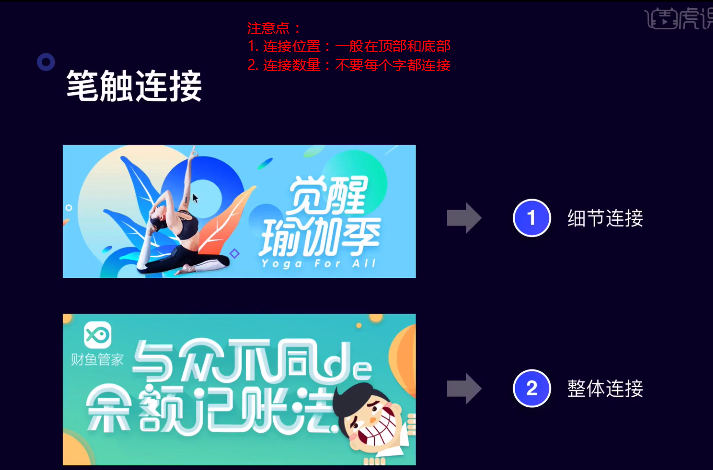 注意点：
1. 连接位置：一般在顶部和底部
2. 连接数量：不要每个字都连接
虎课
笔触连接
觉醒
瑜伽季
Yoga For All
1 细节连接
财鱼管家
与众不同de
余额记账法
2 整体连接